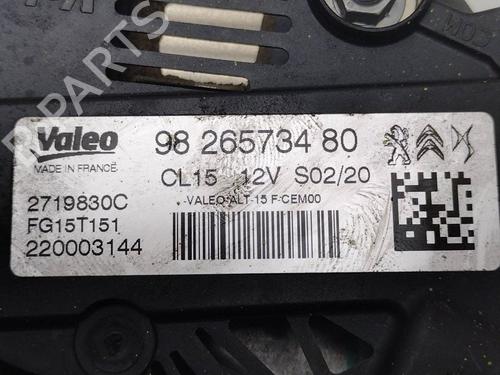 Valeo
MADE IN FRANCE
98 265734 80
CL15 12V S02/20
VALEO-ALT-15 F-CEM00
2719830C
FG15T151
220003144
B-PARTS